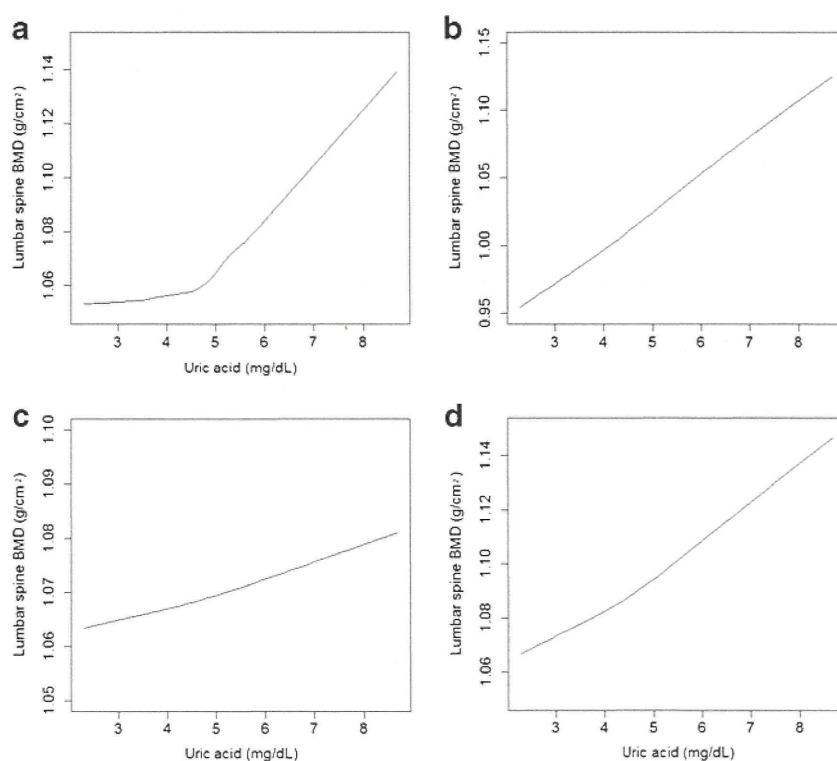 a
Lumbar spine BMD (g/cm²)
1.06 1.08 1.10 1.12 1.14
3 4 5 6 7 8
Uric acid (mg/dL)
b
Lumbar spine BMD (g/cm²)
0.95 1.00 1.05 1.10 1.15
3 4 5 6 7 8
c
Lumbar spine BMD (g/cm²)
1.05 1.06 1.07 1.08 1.09 1.10
3 4 5 6 7 8
Uric acid (mg/dL)
d
Lumbar spine BMD (g/cm²)
1.06 1.08 1.10 1.12 1.14
3 4 5 6 7 8
Uric acid (mg/dL)